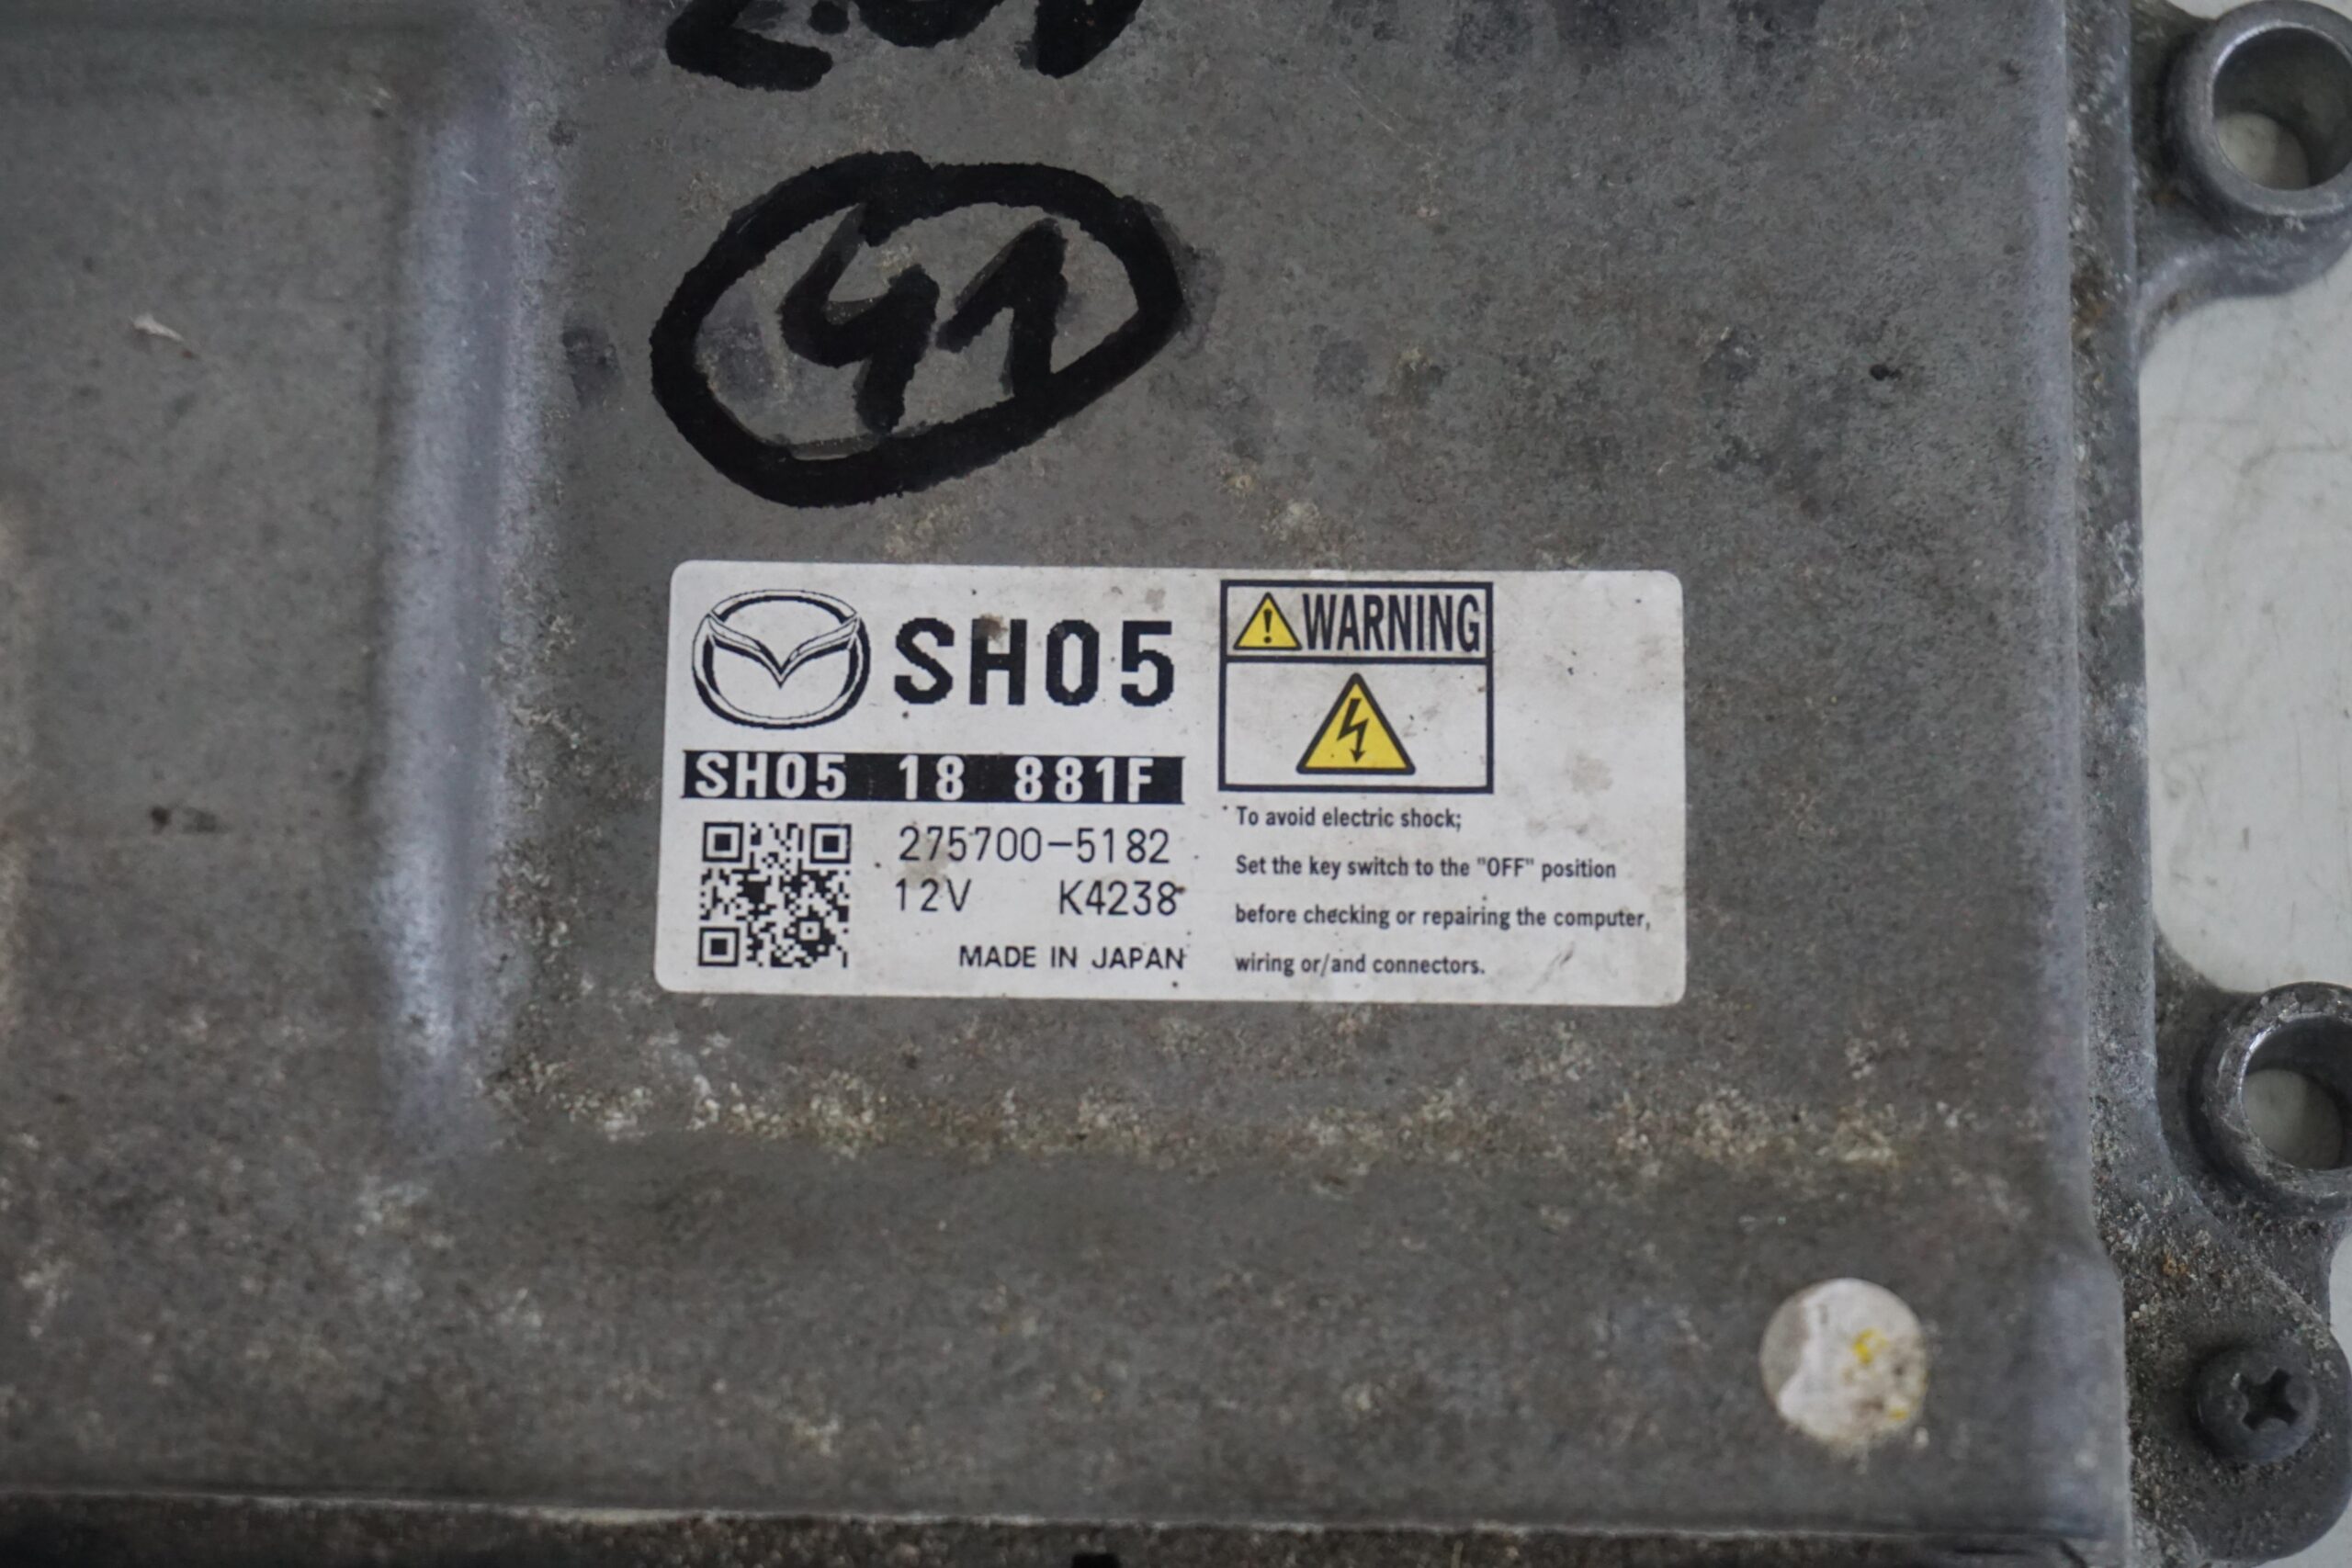 41
SH05
SH05 18 881F
275700-5182
12V K4238
MADE IN JAPAN
WARNING
To avoid electric shock;
Set the key switch to the "OFF" position
before checking or repairing the computer,
wiring or/and connectors.